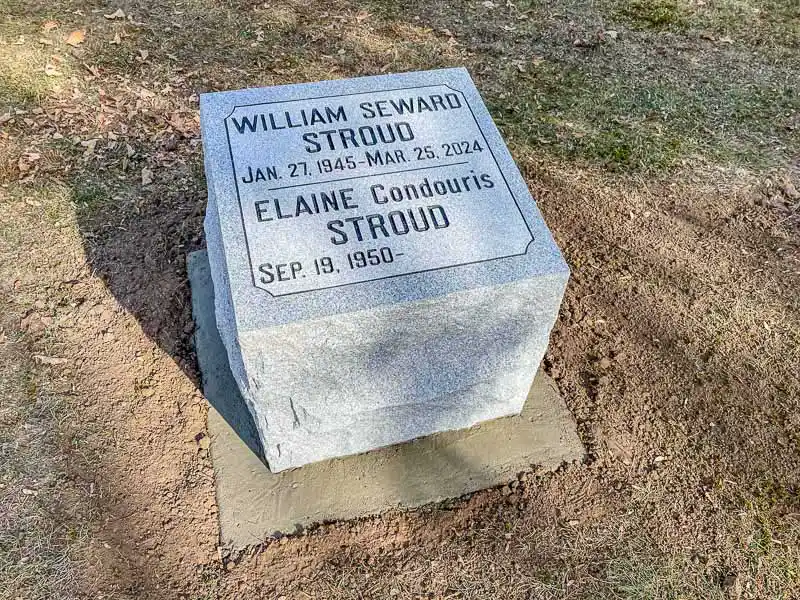 WILLIAM SEWARD
STROUD
JAN. 27, 1945-MAR. 25, 2024
ELAINE Condouris
STROUD
SEP. 19, 1950-